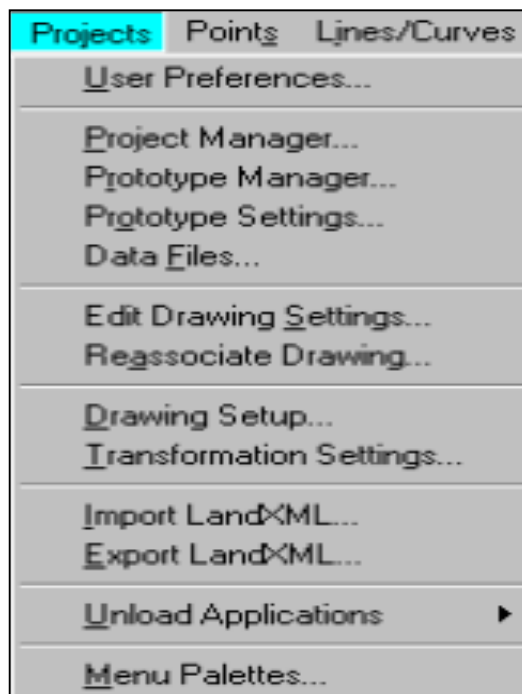 Projects Points Lines/Curves
User Preferences...
Project Manager...
Prototype Manager...
Prototype Settings...
Data Files...
Edit Drawing Settings...
Reassociate Drawing...
Drawing Setup...
Transformation Settings...
Import LandXML...
Export LandXML...
Unload Applications
Menu Palettes...